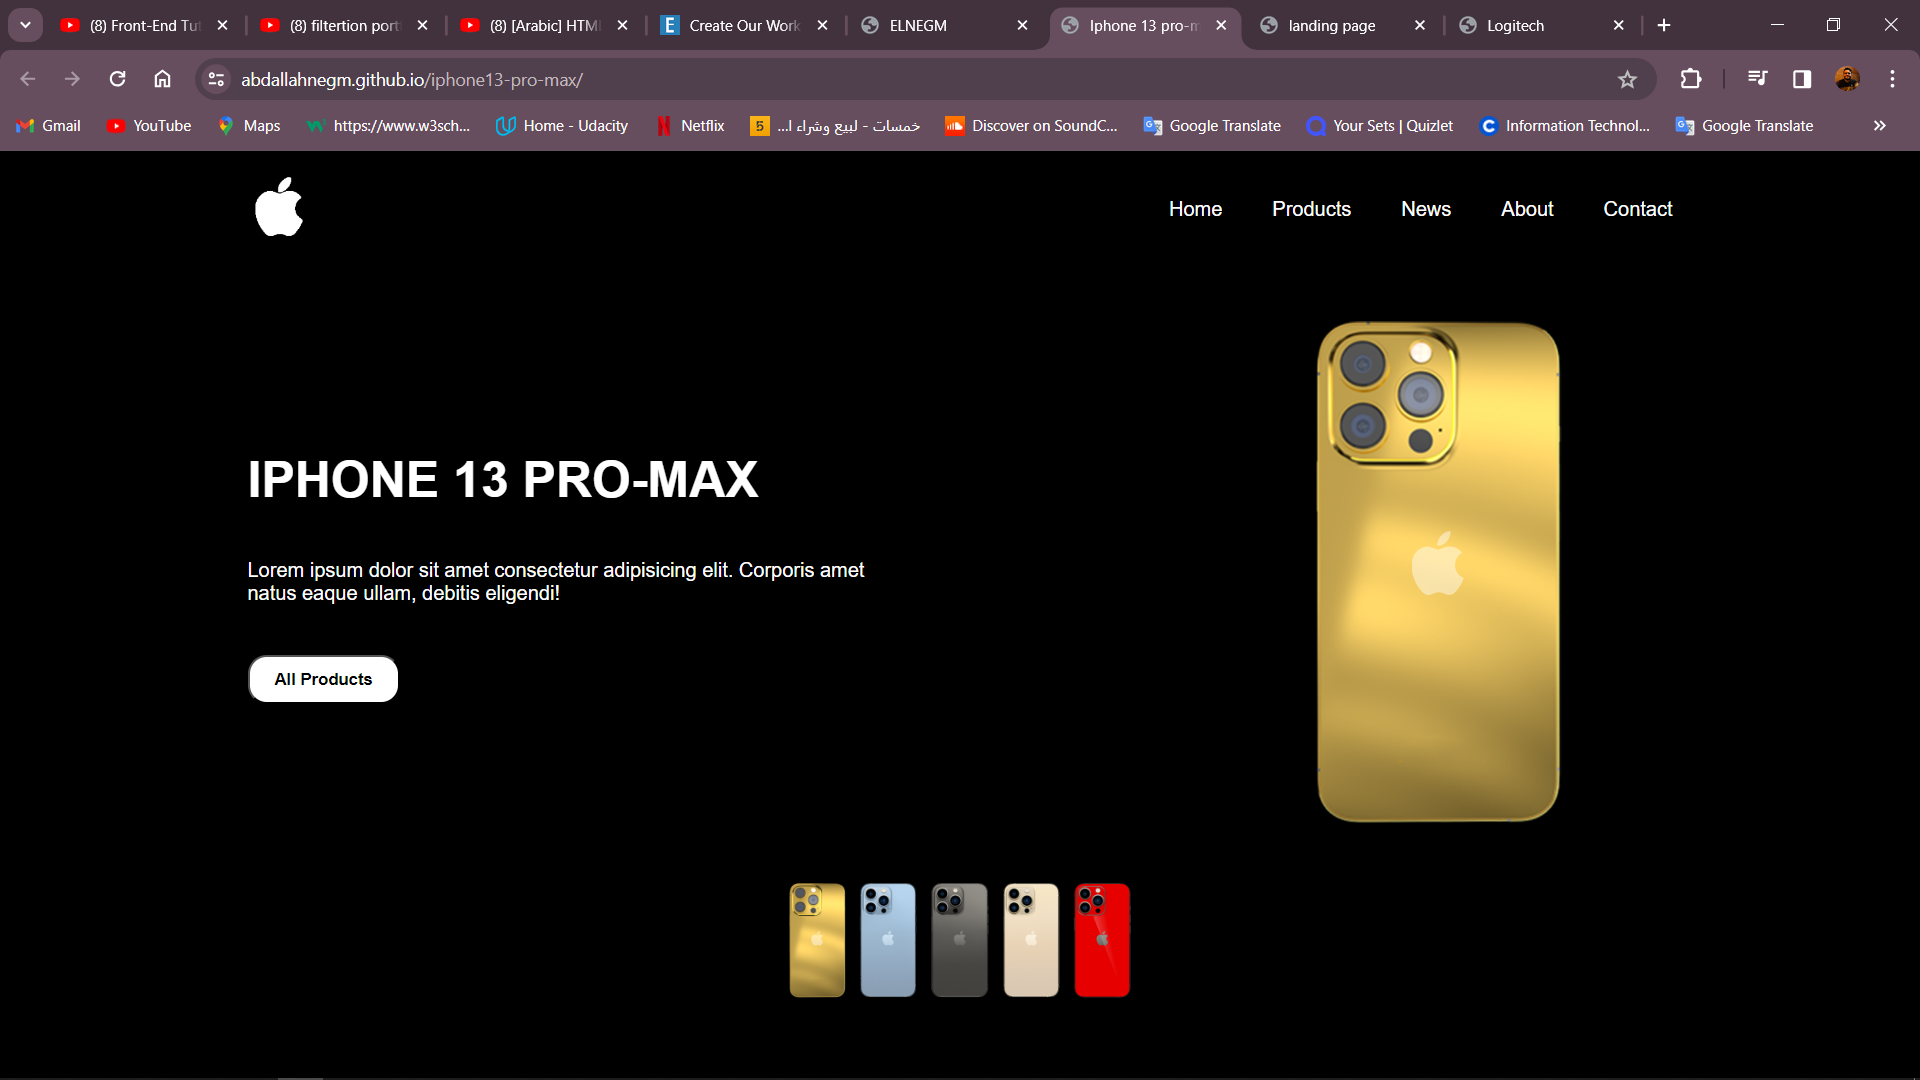 (8) Front-End Tut
(8) filtertion port
(8) [Arabic] HTML
Create Our Work
ELNEGM
Iphone 13 pro-m
landing page
Logitech
abdallahnegm.github.io/iphone13-pro-max/
Gmail
YouTube
Maps
https://www.w3sch...
Home - Udacity
Netflix
خمسات - لبيع وشراء ا...
Discover on SoundC...
Google Translate
Your Sets | Quizlet
Information Technol...
Google Translate
Home
Products
News
About
Contact
IPHONE 13 PRO-MAX
Lorem ipsum dolor sit amet consectetur adipisicing elit. Corporis amet
natus eaque ullam, debitis eligendi!
All Products